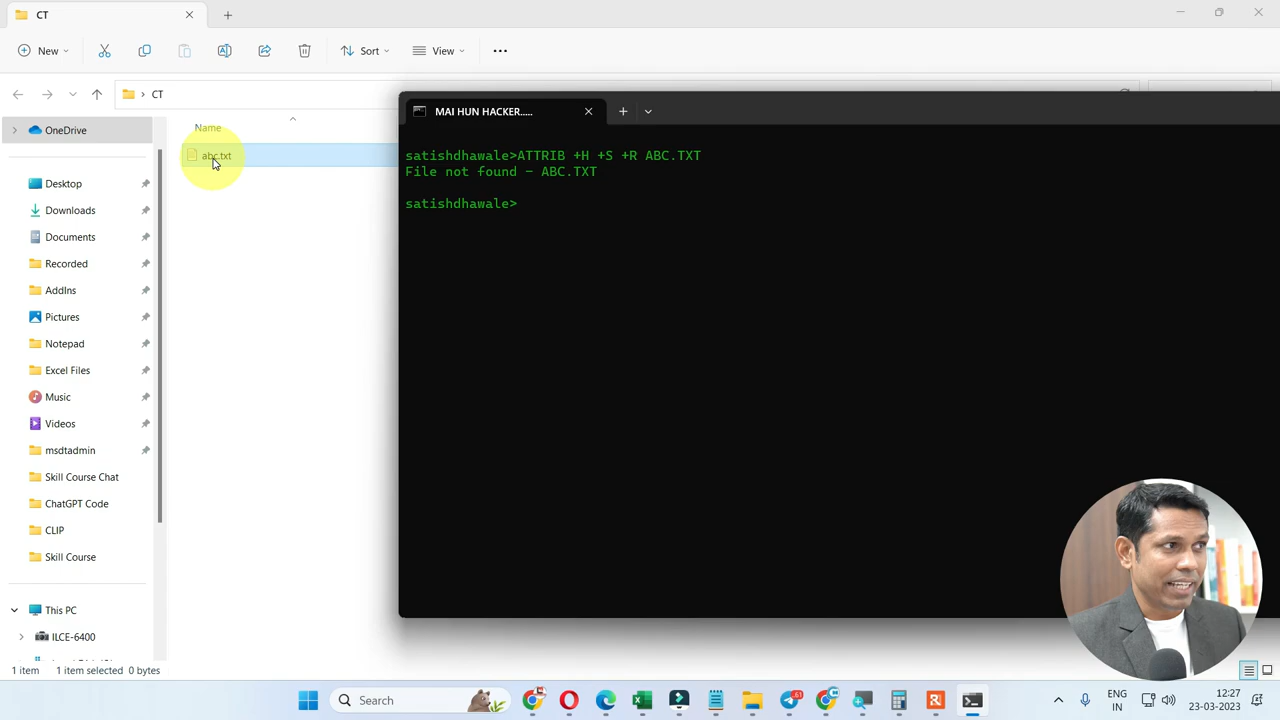 CT
New
Sort
View
CT
OneDrive
Desktop
Downloads
Documents
Recorded
AddIns
Pictures
Notepad
Excel Files
Music
Videos
msdtadmin
Skill Course Chat
ChatGPT Code
CLIP
Skill Course
This PC
ILCE-6400
Name
abc.txt
1 item
1 item selected 0 bytes
MAI HUN HACKER.....
satishdhawale>ATTRIB +H +S +R ABC.TXT
File not found - ABC.TXT
satishdhawale>
Search
ENG
IN
12:27
23-03-2023